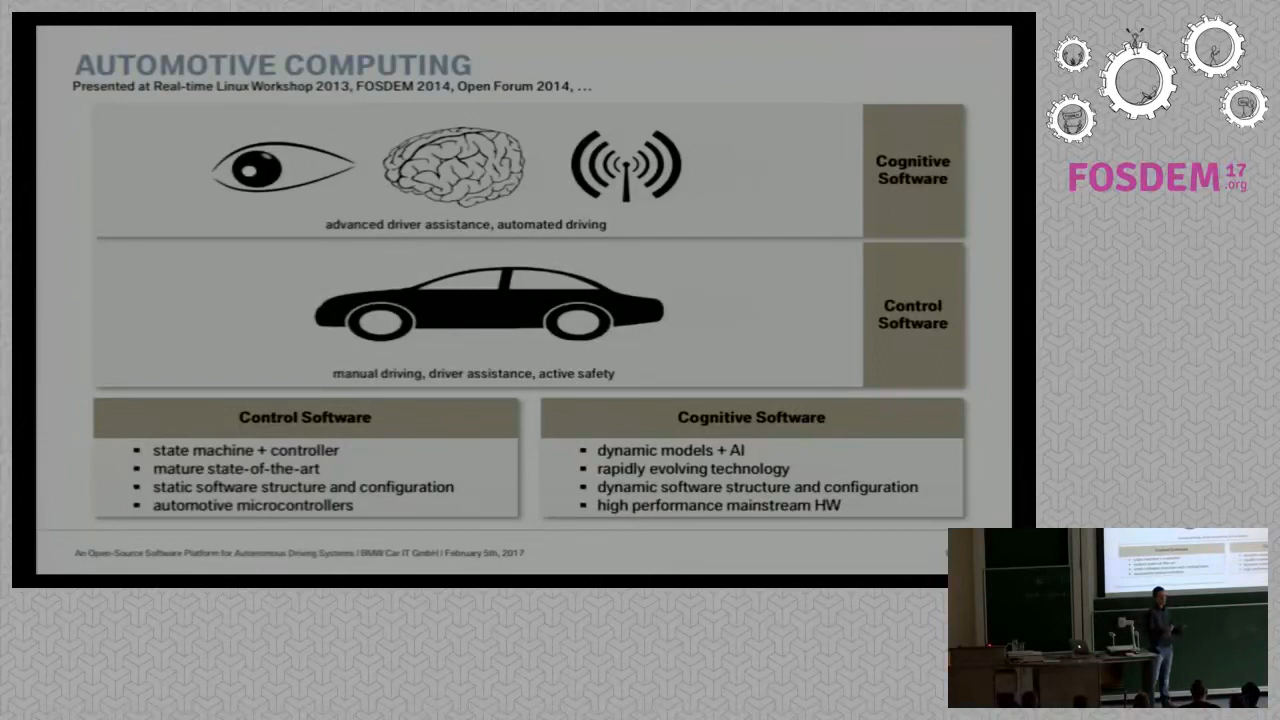 AUTOMOTIVE COMPUTING
Presented at Real-time Linux Workshop 2013, FOSDEM 2014, Open Forum 2014, …
Cognitive
Software
advanced driver assistance, automated driving
Control
Software
manual driving, driver assistance, active safety
Control Software
▪ state machine + controller
▪ mature state-of-the-art
▪ static software structure and configuration
▪ automotive microcontrollers
Cognitive Software
▪ dynamic models + AI
▪ rapidly evolving technology
▪ dynamic software structure and configuration
▪ high performance mainstream HW
An Open-Source Software Platform for Autonomous Driving Systems | BMW Car IT GmbH | February 5th, 2017
FOSDEM 17
.org